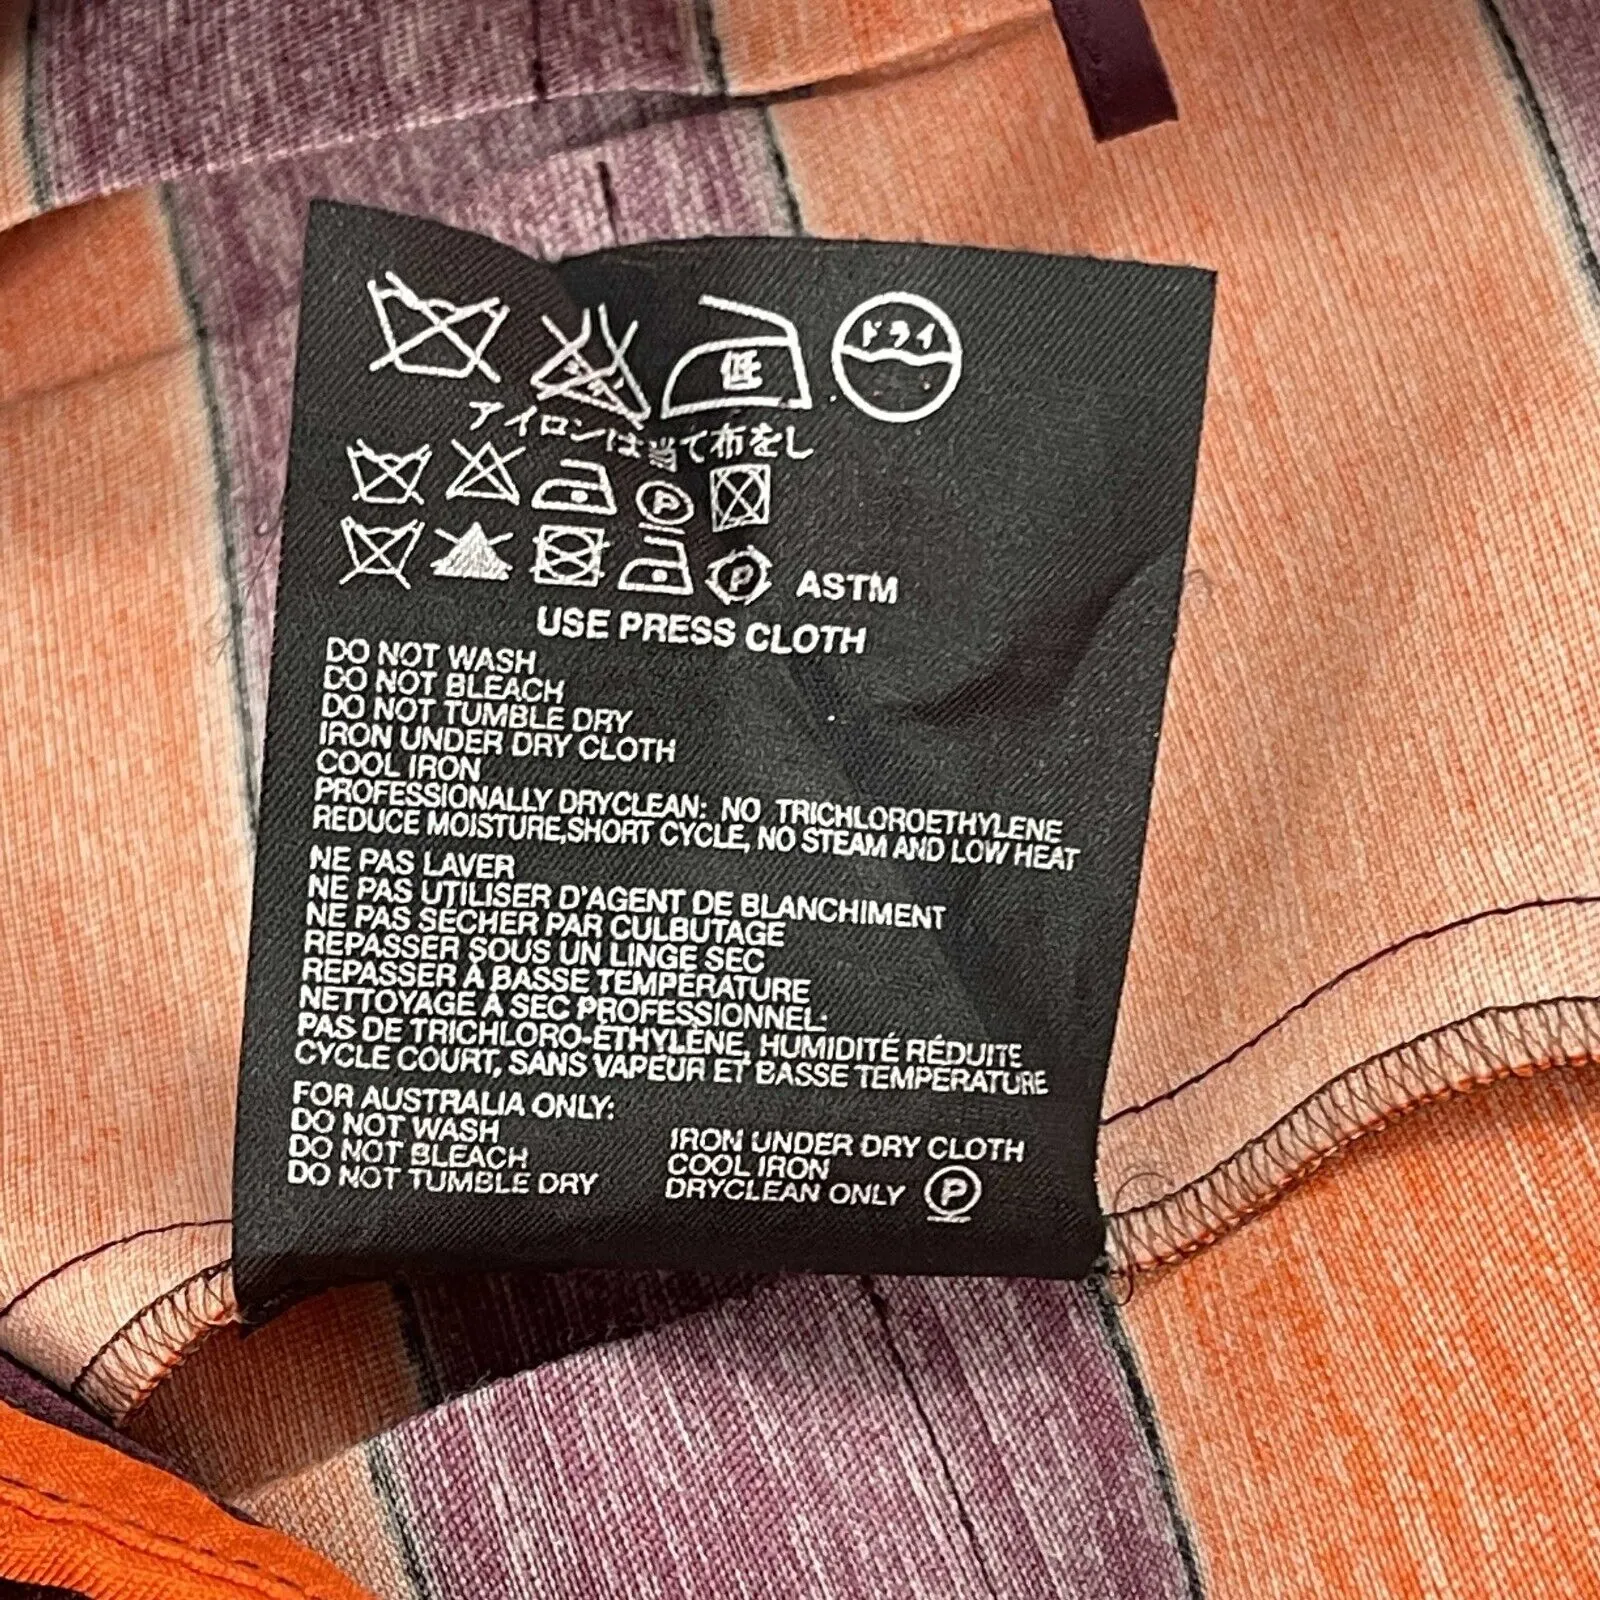 低 ドライ
アイロンは当て布をし
P
P ASTM
USE PRESS CLOTH
DO NOT WASH
DO NOT BLEACH
DO NOT TUMBLE DRY
IRON UNDER DRY CLOTH
COOL IRON
PROFESSIONALLY DRYCLEAN: NO TRICHLOROETHYLENE
REDUCE MOISTURE,SHORT CYCLE, NO STEAM AND LOW HEAT
NE PAS LAVER
NE PAS UTILISER D'AGENT DE BLANCHIMENT
NE PAS SÉCHER PAR CULBUTAGE
REPASSER SOUS UN LINGE SEC
REPASSER À BASSE TEMPÉRATURE
NETTOYAGE À SEC PROFESSIONNEL:
PAS DE TRICHLORO-ÉTHYLÈNE, HUMIDITÉ RÉDUITE
CYCLE COURT, SANS VAPEUR ET BASSE TEMPERATURE
FOR AUSTRALIA ONLY:
DO NOT WASH
DO NOT BLEACH
DO NOT TUMBLE DRY
IRON UNDER DRY CLOTH
COOL IRON
DRYCLEAN ONLY P